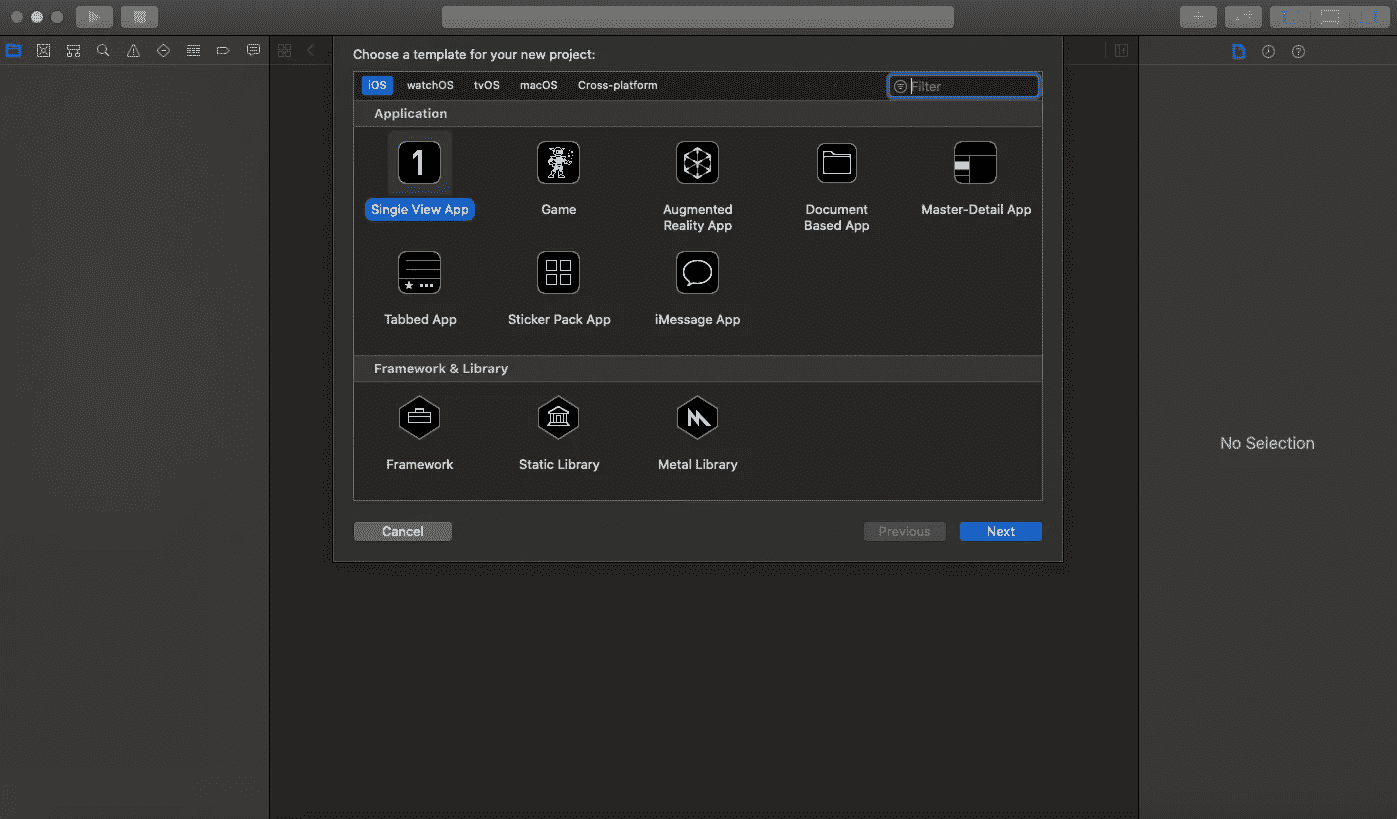 Choose a template for your new project:
iOS watchOS tvOS macOS Cross-platform Filter
Application
1
Single View App Game Augmented Reality App Document Based App Master-Detail App
Tabbed App Sticker Pack App iMessage App
Framework & Library
Framework Static Library Metal Library
No Selection
Cancel Previous Next